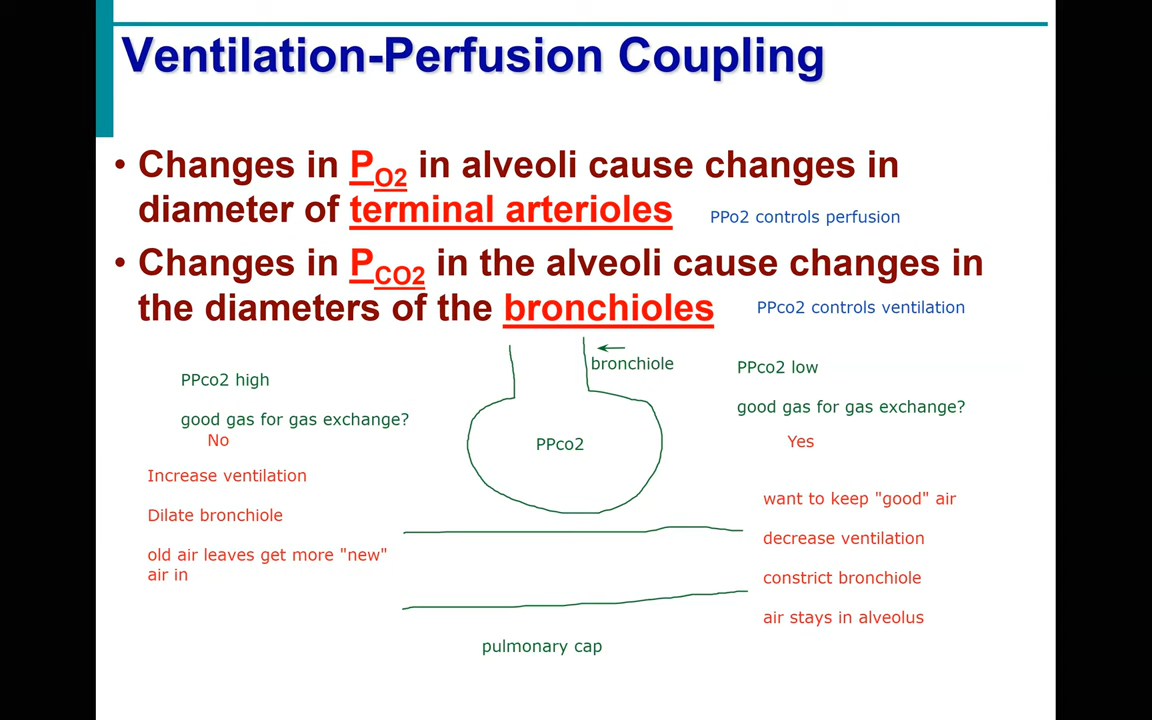 Ventilation-Perfusion Coupling
• Changes in PO2 in alveoli cause changes in
diameter of terminal arterioles
PPo2 controls perfusion
• Changes in PCO2 in the alveoli cause changes in
the diameters of the bronchioles
PPco2 controls ventilation
bronchiole
PPco2 high
good gas for gas exchange?
No
Increase ventilation
Dilate bronchiole
old air leaves get more "new"
air in
PPco2
pulmonary cap
PPco2 low
good gas for gas exchange?
Yes
want to keep "good" air
decrease ventilation
constrict bronchiole
air stays in alveolus